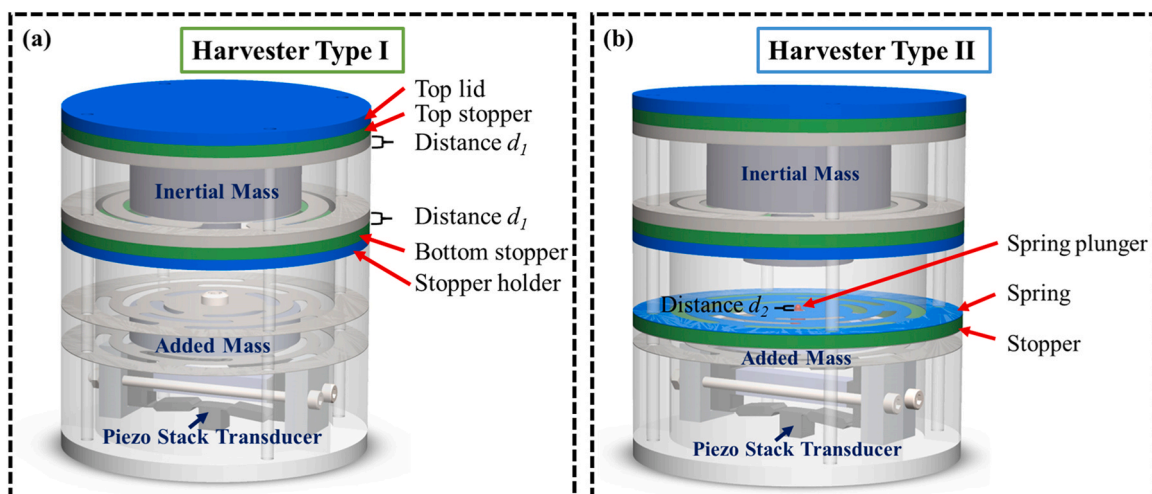 (a)
Harvester Type I
Top lid
Top stopper
Distance d1
Inertial Mass
Distance d1
Bottom stopper
Stopper holder
Added Mass
Piezo Stack Transducer
(b)
Harvester Type II
Inertial Mass
Spring plunger
Distance d2
Spring
Stopper
Added Mass
Piezo Stack Transducer